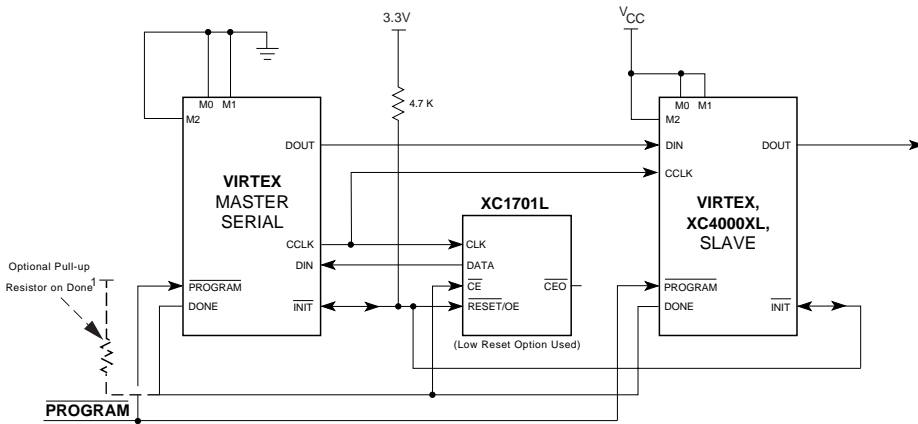 3.3V
VCC
M0 M1
M2
4.7 K
M0 M1
M2
DOUT
DIN
DOUT
VIRTEX
MASTER
SERIAL
CCLK
VIRTEX,
XC4000XL,
SLAVE
XC1701L
CCLK
CLK
DIN
DATA
Optional Pull-up
Resistor on Done1
PROGRAM
CE
CEO
PROGRAM
DONE
INIT
RESET/OE
DONE
INIT
(Low Reset Option Used)
PROGRAM